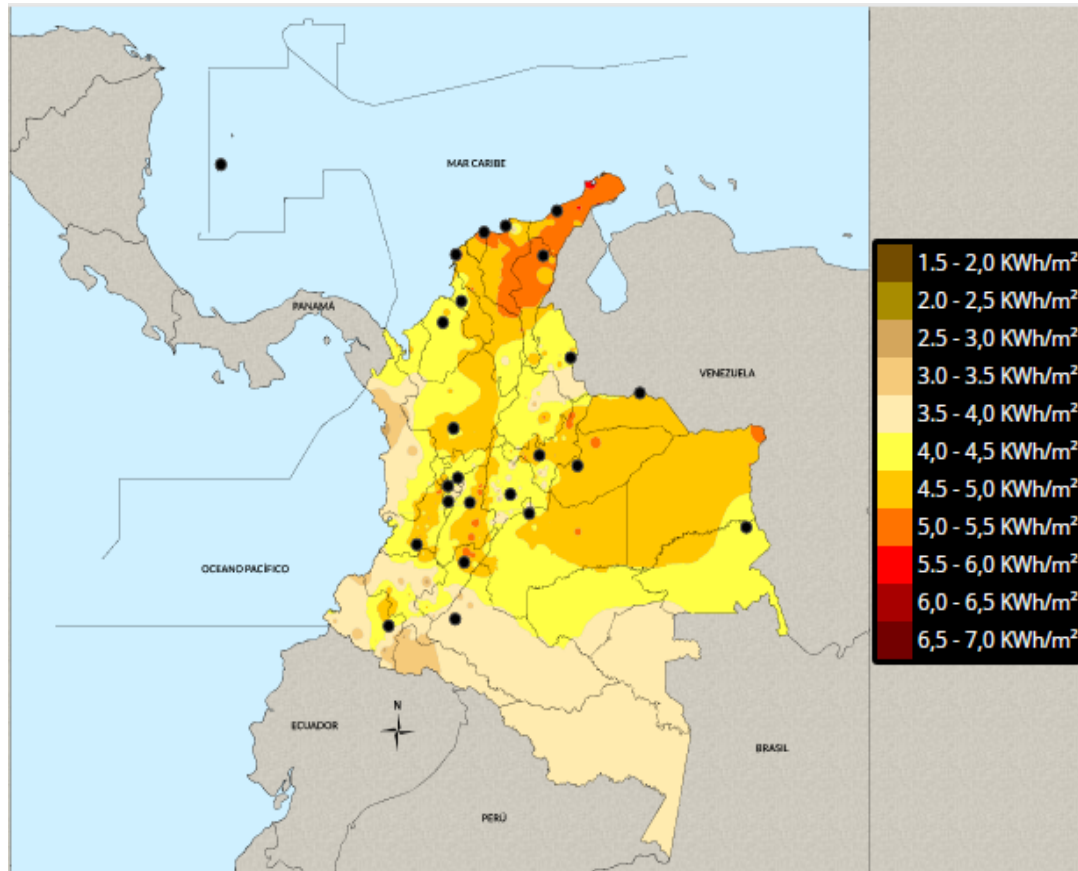 MAR CARIBE
PANAMÁ
VENEZUELA
OCEANO PACÍFICO
N
ECUADOR
BRASIL
PERÚ
1.5 - 2,0 KWh/m²
2.0 - 2,5 KWh/m²
2.5 - 3,0 KWh/m²
3.0 - 3.5 KWh/m²
3.5 - 4,0 KWh/m²
4,0 - 4,5 KWh/m²
4.5 - 5,0 KWh/m²
5,0 - 5,5 KWh/m²
5.5 - 6,0 KWh/m²
6,0 - 6,5 KWh/m²
6,5 - 7,0 KWh/m²